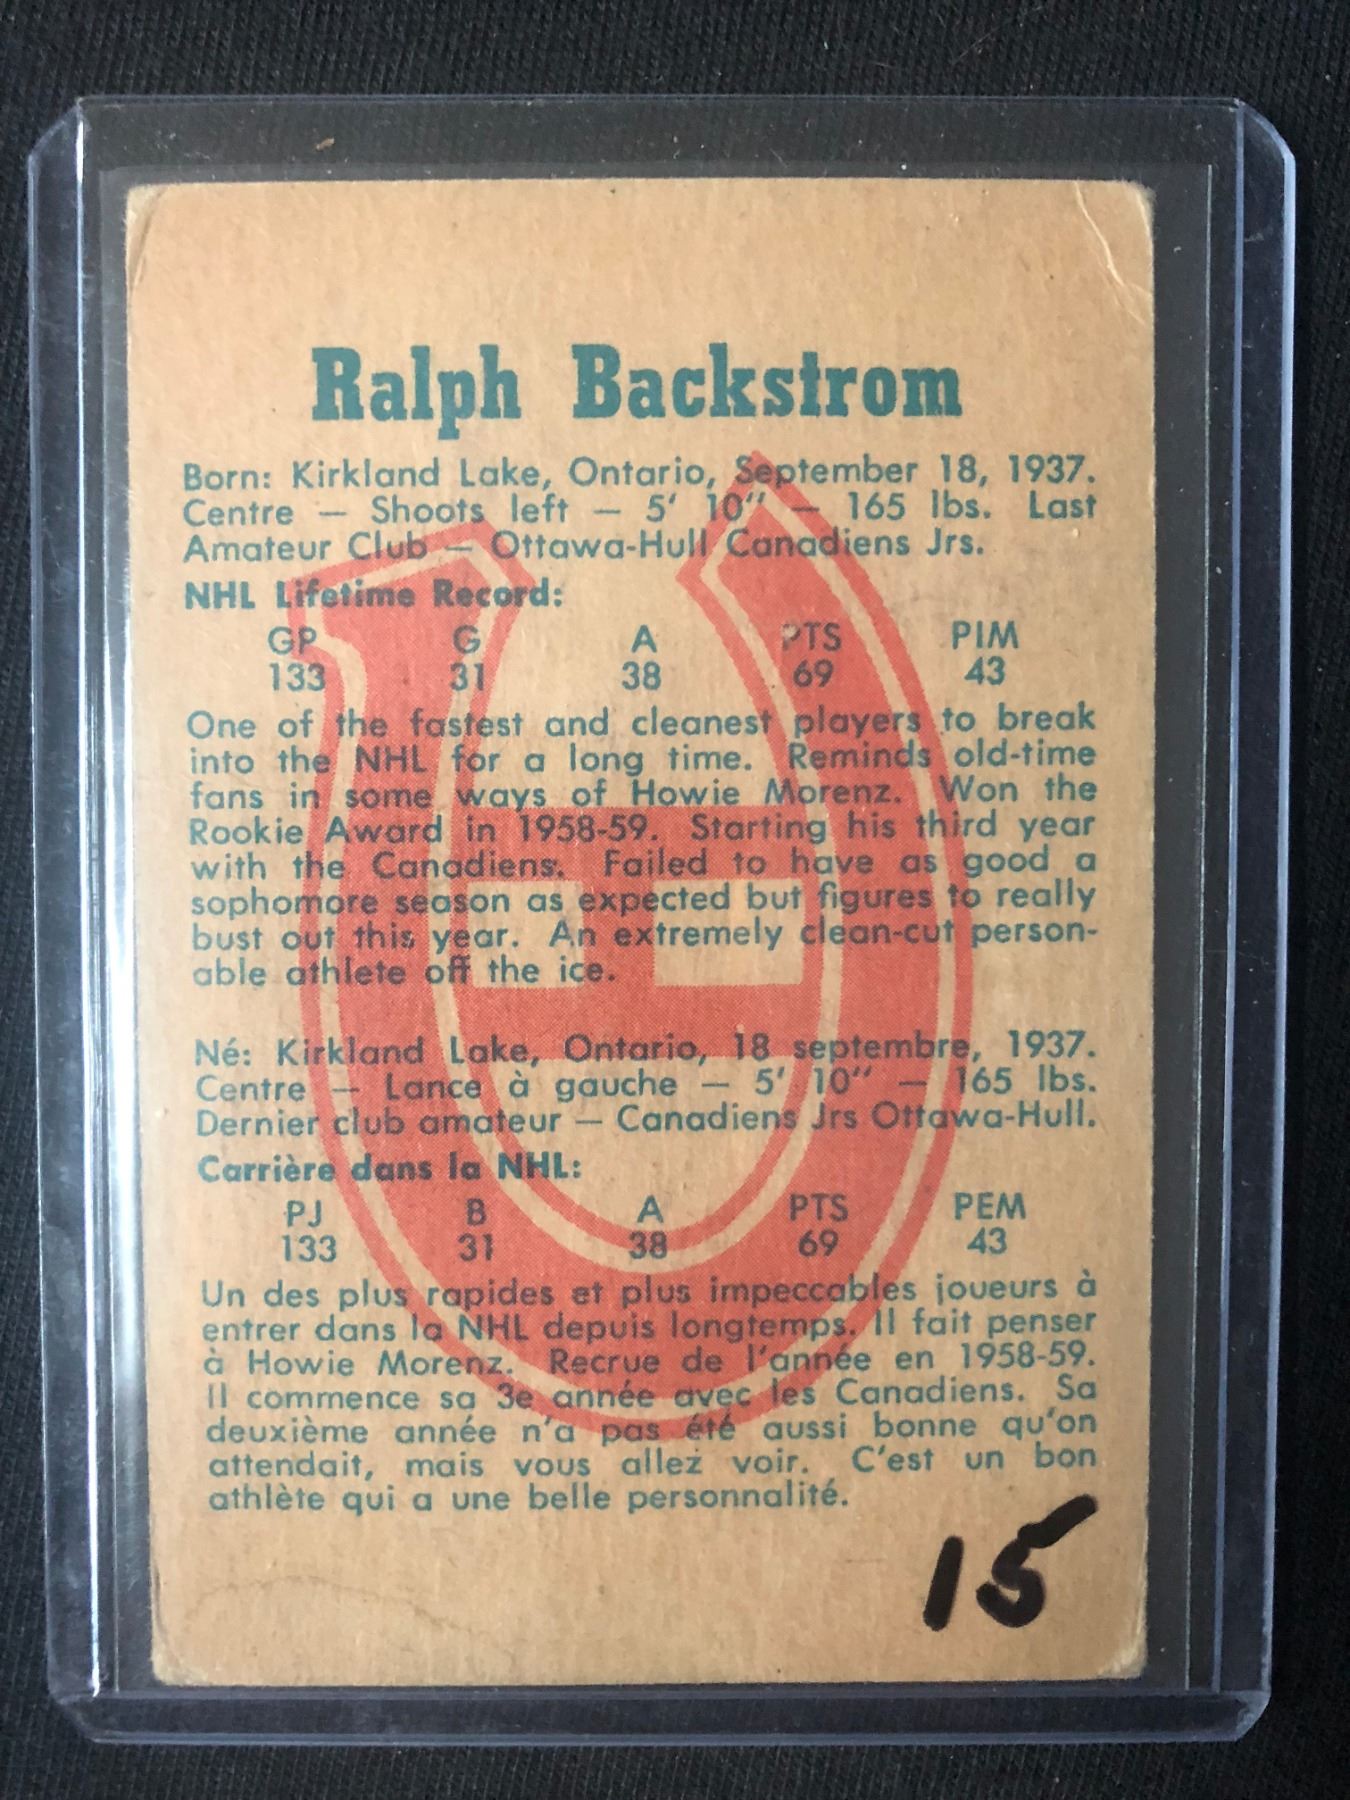 Ralph Backstrom
Born: Kirkland Lake, Ontario, September 18, 1937.
Centre — Shoots left — 5' 10" — 165 lbs. Last
Amateur Club — Ottawa-Hull Canadiens Jrs.
NHL Lifetime Record:
GP G A PTS PIM
133 31 38 69 43
One of the fastest and cleanest players to break
into the NHL for a long time. Reminds old-time
fans in some ways of Howie Morenz. Won the
Rookie Award in 1958-59. Starting his third year
with the Canadiens. Failed to have as good a
sophomore season as expected but figures to really
bust out this year. An extremely clean-cut person-
able athlete off the ice.
Né: Kirkland Lake, Ontario, 18 septembre, 1937.
Centre — Lance à gauche — 5' 10" — 165 lbs.
Dernier club amateur — Canadiens Jrs Ottawa-Hull.
Carrière dans la NHL:
PJ B A PTS PEM
133 31 38 69 43
Un des plus rapides et plus impeccables joueurs à
entrer dans la NHL depuis longtemps. Il fait penser
à Howie Morenz. Recrue de l'année en 1958-59.
Il commence sa 3e année avec les Canadiens. Sa
deuxième année n'a pas été aussi bonne qu'on
attendait, mais vous allez voir. C'est un bon
athlète qui a une belle personnalité.
15